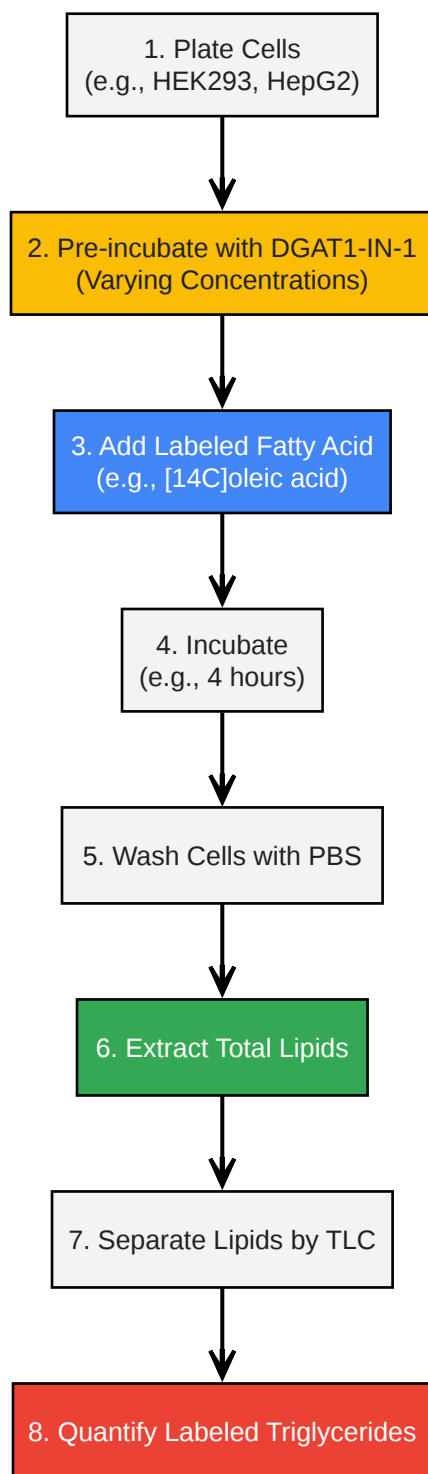 1. Plate Cells
(e.g., HEK293, HepG2)
2. Pre-incubate with DGAT1-IN-1
(Varying Concentrations)
3. Add Labeled Fatty Acid
(e.g., [14C]oleic acid)
4. Incubate
(e.g., 4 hours)
5. Wash Cells with PBS
6. Extract Total Lipids
7. Separate Lipids by TLC
8. Quantify Labeled Triglycerides